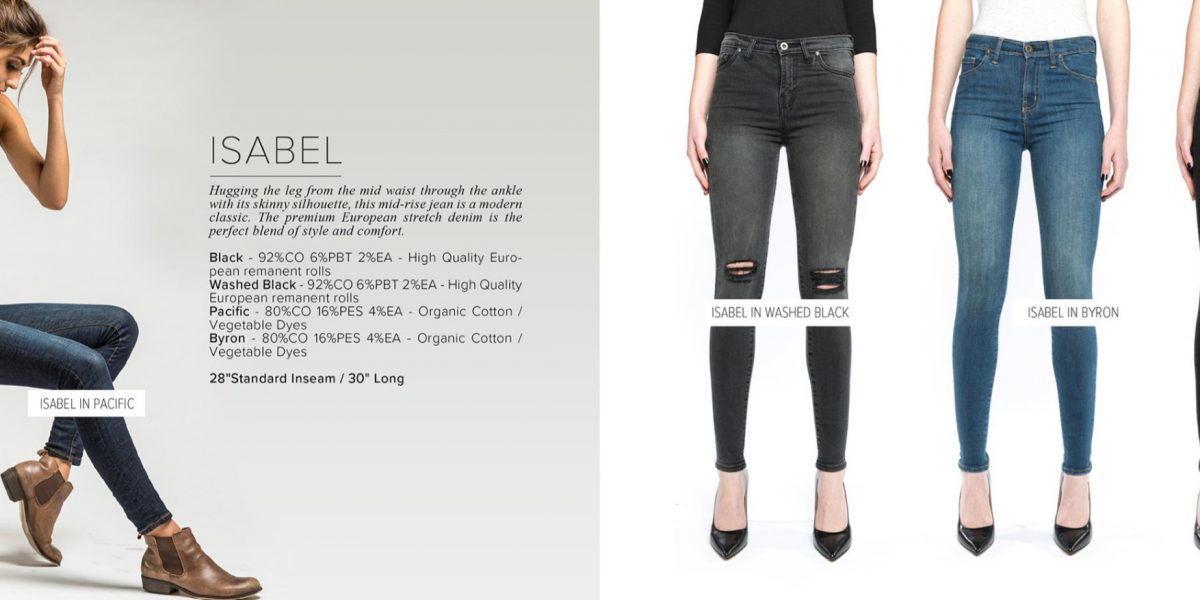 ISABEL
Hugging the leg from the mid waist through the ankle
with its skinny silhouette, this mid-rise jean is a modern
classic. The premium European stretch denim is the
perfect blend of style and comfort.
Black - 92%CO 6%PBT 2%EA - High Quality Euro-
pean remanent rolls
Washed Black - 92%CO 6%PBT 2%EA - High Quality
European remanent rolls
Pacific - 80%CO 16%PES 4%EA - Organic Cotton /
Vegetable Dyes
Byron - 80%CO 16%PES 4%EA - Organic Cotton /
Vegetable Dyes
28"Standard Inseam / 30" Long
ISABEL IN PACIFIC
ISABEL IN WASHED BLACK
ISABEL IN BYRON